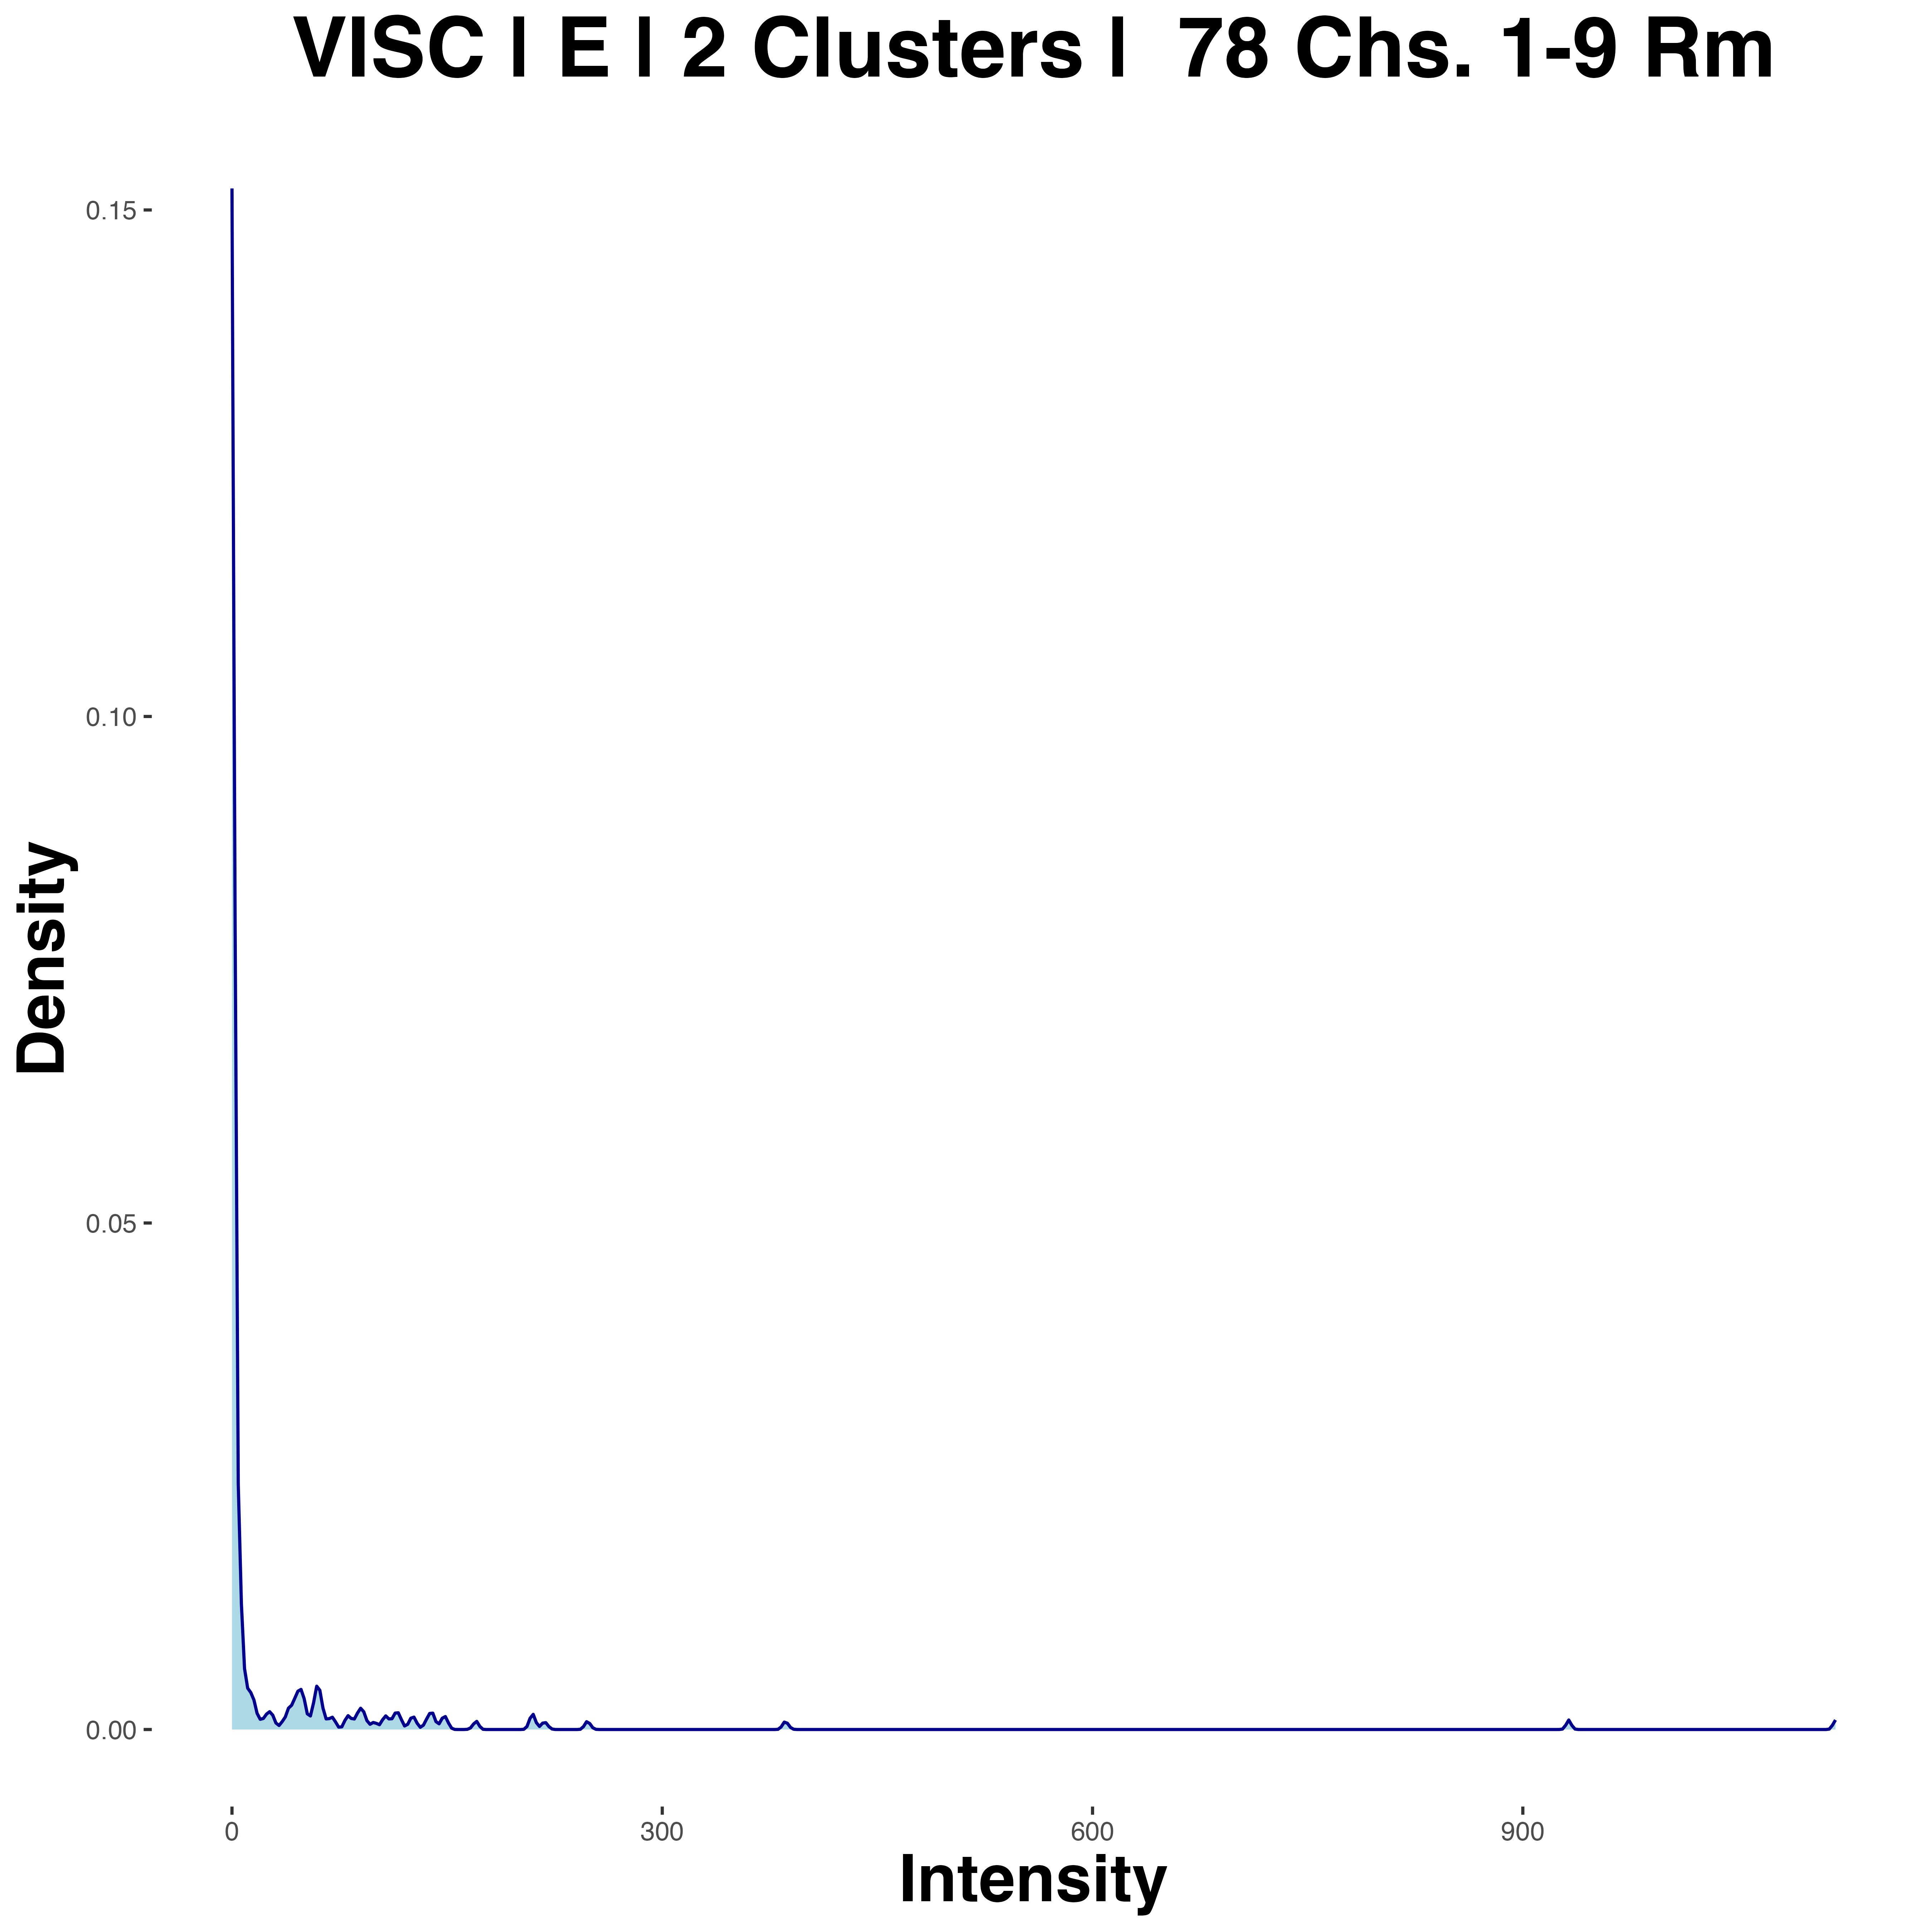 VISC | E | 2 Clusters |  78 Chs. 1-9 Rm
0.15
0.10
0.05
0.00
Density
0 300 600 900
Intensity